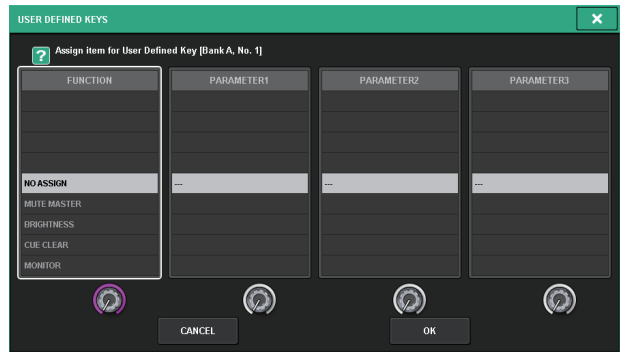 USER DEFINED KEYS
Assign item for User Defined Key [Bank A, No. 1]
FUNCTION PARAMETER1 PARAMETER2 PARAMETER3
NO ASSIGN --- --- ---
MUTE MASTER
BRIGHTNESS
CUE CLEAR
MONITOR
CANCEL OK